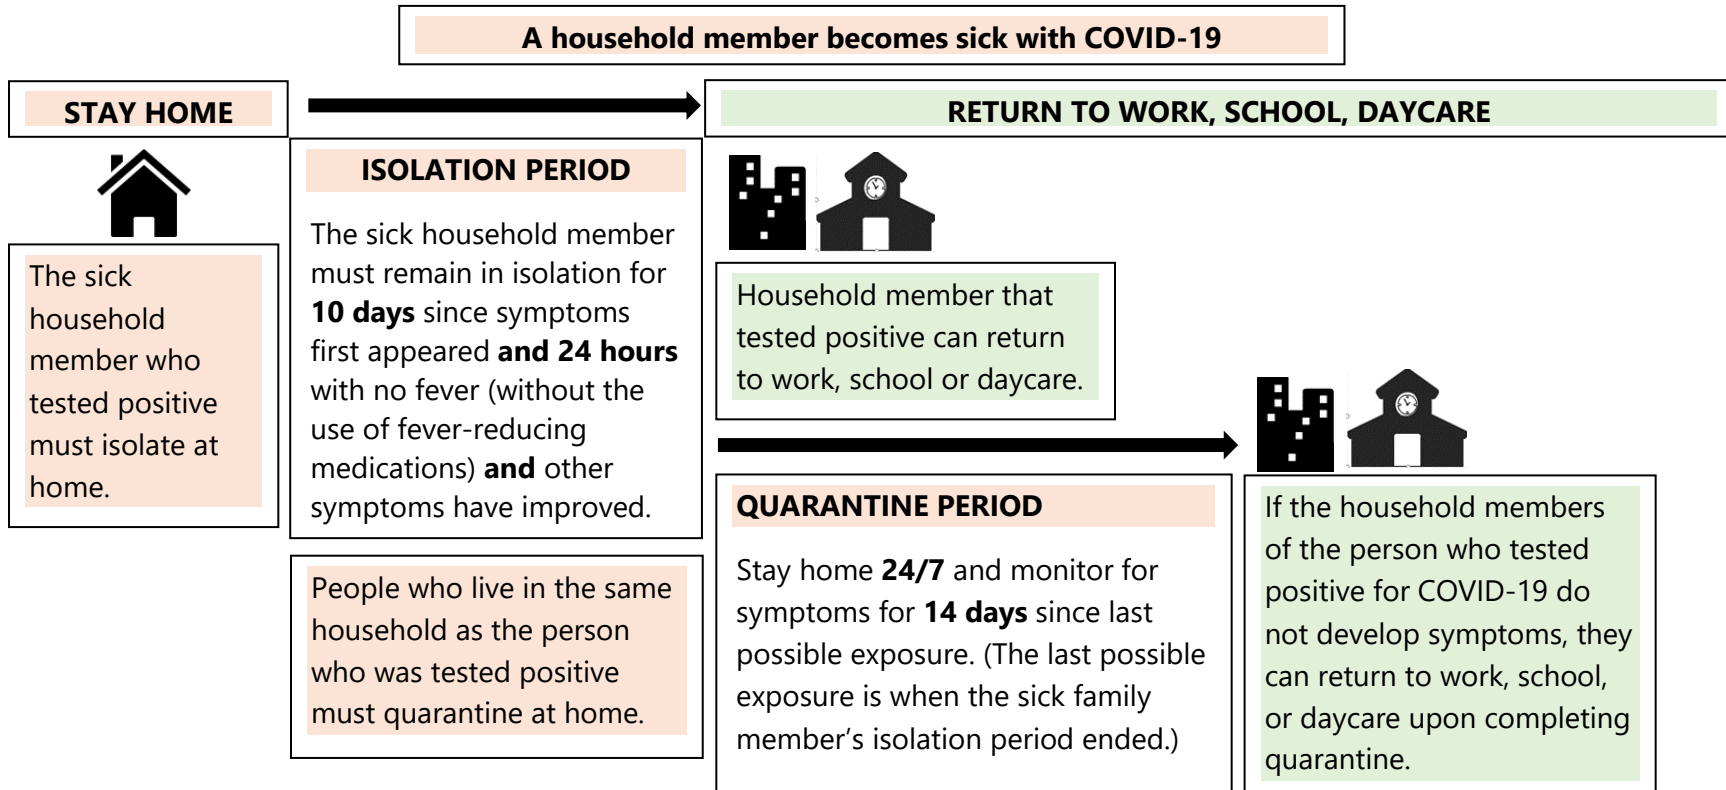 A household member becomes sick with COVID-19
STAY HOME
RETURN TO WORK, SCHOOL, DAYCARE
The sick
household
member who
tested positive
must isolate at
home.
ISOLATION PERIOD
The sick household member
must remain in isolation for
10 days since symptoms
first appeared and 24 hours
with no fever (without the
use of fever-reducing
medications) and other
symptoms have improved.
People who live in the same
household as the person
who was tested positive
must quarantine at home.
Household member that
tested positive can return
to work, school or daycare.
QUARANTINE PERIOD
Stay home 24/7 and monitor for
symptoms for 14 days since last
possible exposure. (The last possible
exposure is when the sick family
member’s isolation period ended.)
If the household members
of the person who tested
positive for COVID-19 do
not develop symptoms, they
can return to work, school,
or daycare upon completing
quarantine.